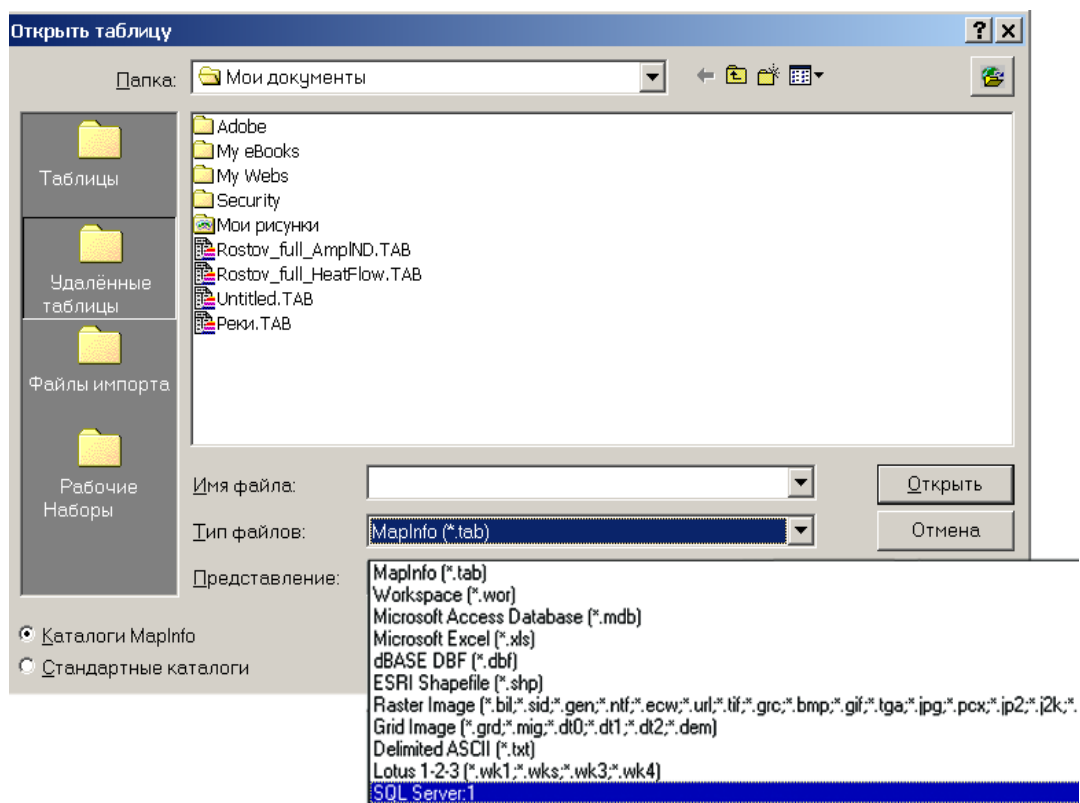 Открыть таблицу
Папка: Мои документы
Adobe
My eBooks
My Webs
Security
Мои рисунки
Rostov_full_AmplND.TAB
Rostov_full_HeatFlow.TAB
Untitled.TAB
Реки.TAB
Таблицы
Удалённые
таблицы
Файлы импорта
Рабочие
Наборы
Имя файла:
Открыть
Тип файлов: MapInfo (*.tab)
Отмена
Представление:
MapInfo (*.tab)
Workspace (*.wor)
Microsoft Access Database (*.mdb)
Microsoft Excel (*.xls)
dBASE DBF (*.dbf)
ESRI Shapefile (*.shp)
Raster Image (*.bil;*.sid;*.gen;*.ntf;*.ecw;*.url;*.tif;*.grc;*.bmp;*.gif;*.tga;*.jpg;*.pcx;*.jp2;*.j2k;*.
Grid Image (*.grd;*.mig;*.dt0;*.dt1;*.dt2;*.dem)
Delimited ASCII (*.txt)
Lotus 1-2-3 (*.wk1;*.wks;*.wk3;*.wk4)
SQL Server:1
Каталоги MapInfo
Стандартные каталоги